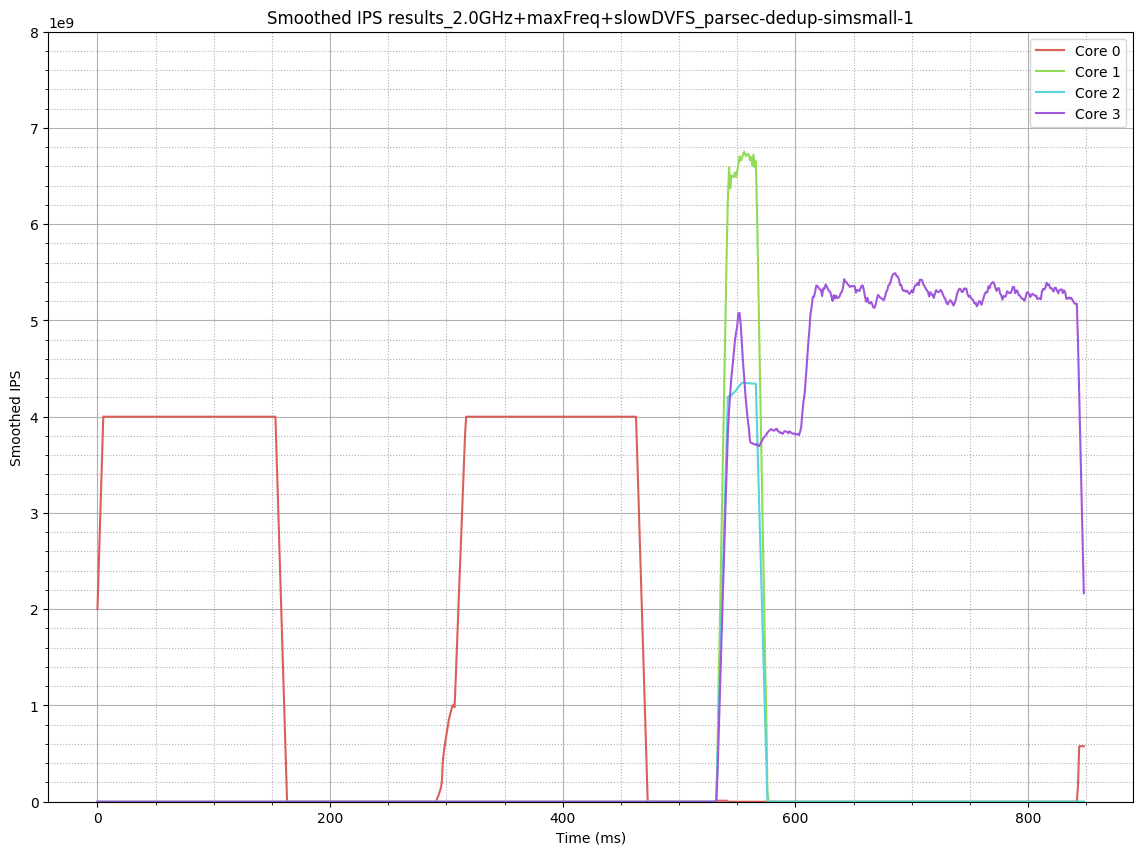 Smoothed IPS results_2.0GHz+maxFreq+slowDVFS_parsec-dedup-simsmall-1
1e9
8
7
6
5
4
3
2
1
0
Smoothed IPS
Core 0
Core 1
Core 2
Core 3
0 200 400 600 800
Time (ms)